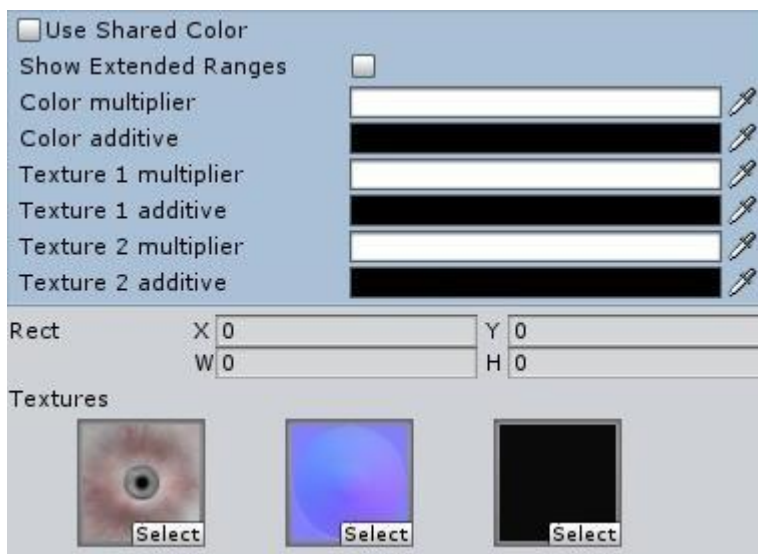 Use Shared Color
Show Extended Ranges
Color multiplier
Color additive
Texture 1 multiplier
Texture 1 additive
Texture 2 multiplier
Texture 2 additive
Rect X 0 Y 0
W 0 H 0
Textures
Select Select Select